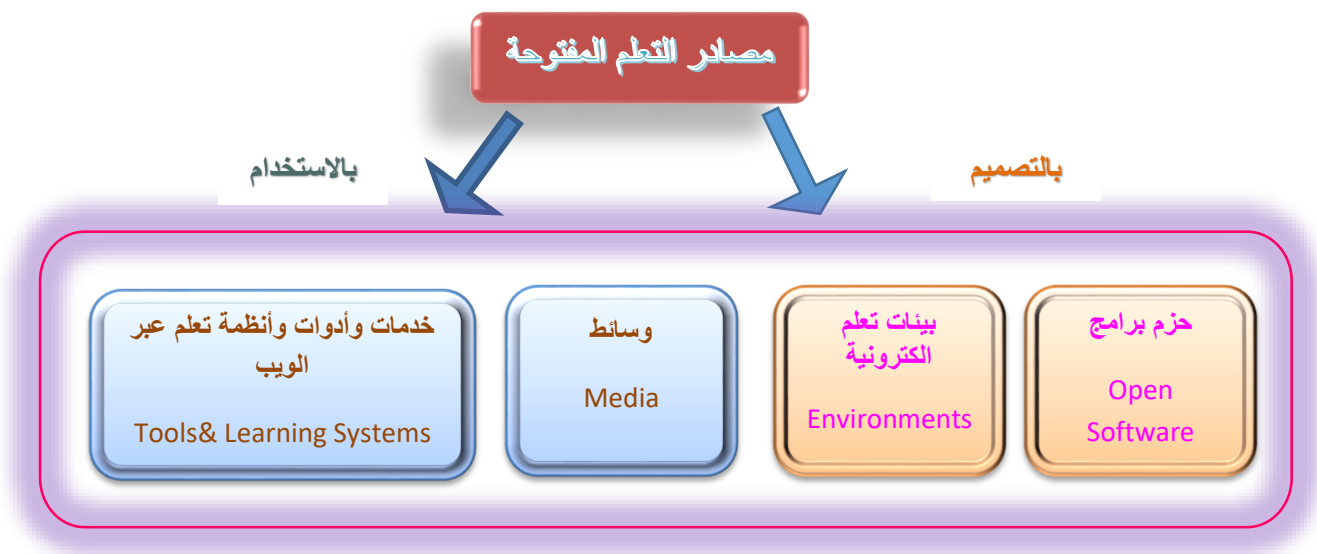 مصادر التعلم المفتوحة
بالتصميم
بالاستخدام
حزم برامج
Open
Software
بيئات تعلم
الكترونية
Environments
وسائط
Media
خدمات وأدوات وأنظمة تعلم عبر
الويب
Tools& Learning Systems